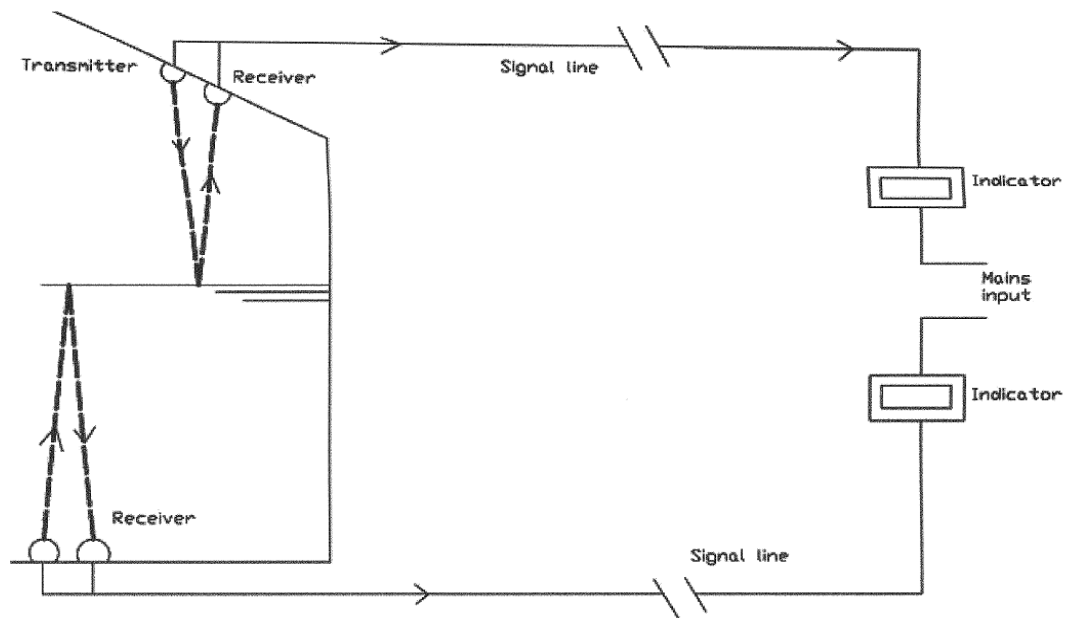 Transmitter
Receiver
Signal line
Indicator
Mains
input
Indicator
Receiver
Signal line